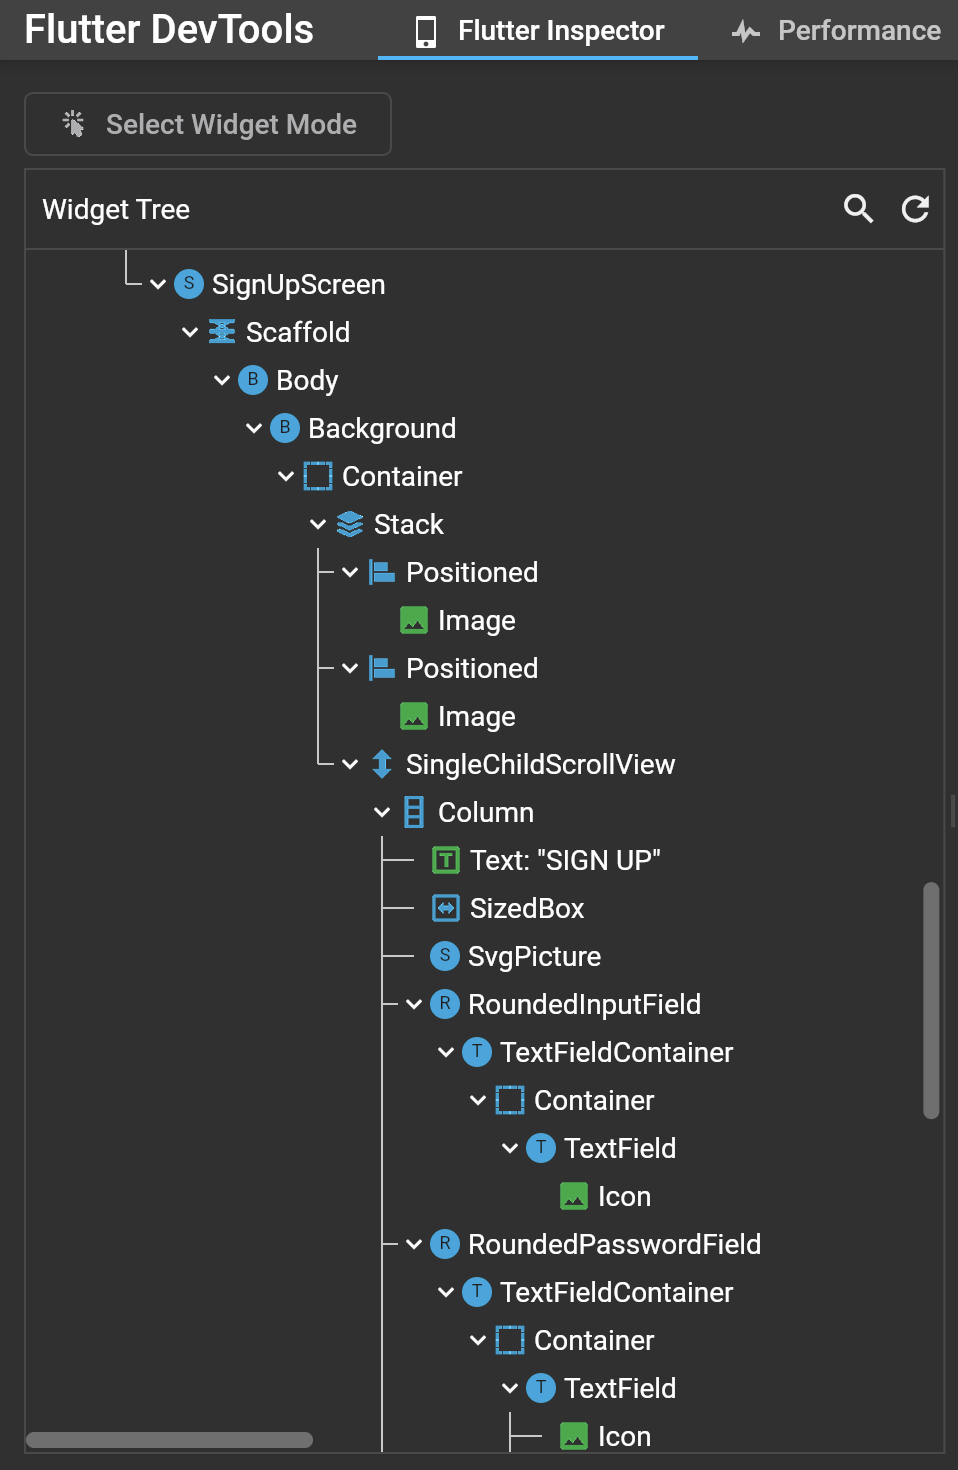 Flutter DevTools Flutter Inspector Performance
Select Widget Mode
Widget Tree
S SignUpScreen
Scaffold
B Body
B Background
Container
Stack
Positioned
Image
Positioned
Image
SingleChildScrollView
Column
T Text: "SIGN UP"
SizedBox
S SvgPicture
R RoundedInputField
T TextFieldContainer
Container
T TextField
Icon
R RoundedPasswordField
T TextFieldContainer
Container
T TextField
Icon